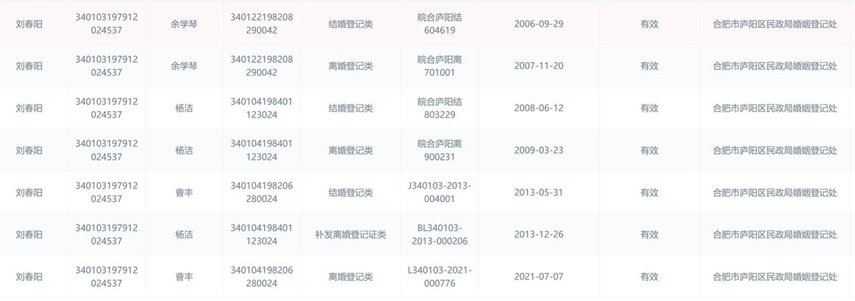 刘春阳 340103197912024537 余学琴 340122198208290042 结婚登记类 皖合庐阳结604619 2006-09-29 有效 合肥市庐阳区民政局婚姻登记处
刘春阳 340103197912024537 余学琴 340122198208290042 离婚登记类 皖合庐阳离701001 2007-11-20 有效 合肥市庐阳区民政局婚姻登记处
刘春阳 340103197912024537 杨洁 340104198401123024 结婚登记类 皖合庐阳结803229 2008-06-12 有效 合肥市庐阳区民政局婚姻登记处
刘春阳 340103197912024537 杨洁 340104198401123024 离婚登记类 皖合庐阳离900231 2009-03-23 有效 合肥市庐阳区民政局婚姻登记处
刘春阳 340103197912024537 曹丰 340104198206280024 结婚登记类 J340103-2013-004001 2013-05-31 有效 合肥市庐阳区民政局婚姻登记处
刘春阳 340103197912024537 杨洁 340104198401123024 补发离婚登记证类 BL340103-2013-000206 2013-12-26 有效 合肥市庐阳区民政局婚姻登记处
刘春阳 340103197912024537 曹丰 340104198206280024 离婚登记类 L340103-2021-000776 2021-07-07 有效 合肥市庐阳区民政局婚姻登记处